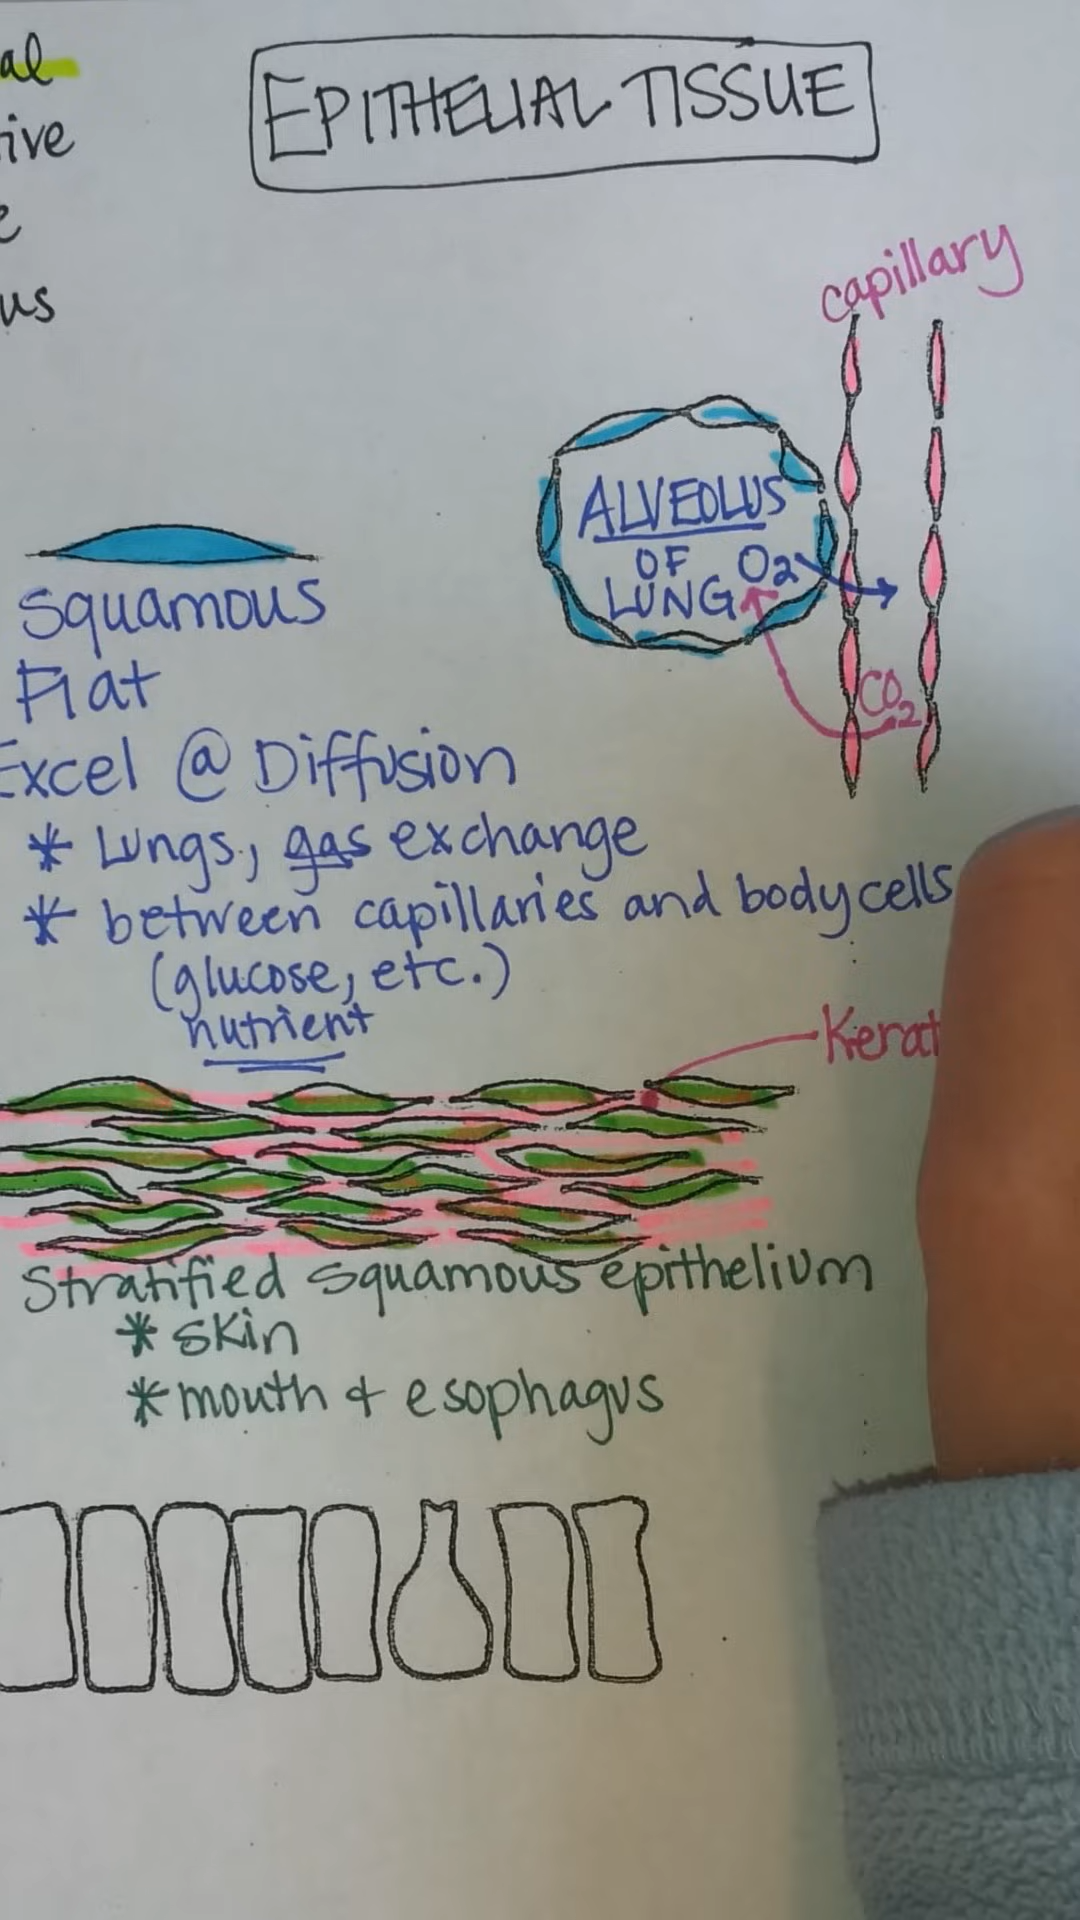 EPITHELIAL TISSUE
al
ive
e
us
capillary
ALVEOLUS
OF O2
LUNG
CO2
Squamous
Flat
Excel @ Diffusion
* Lungs, gas exchange
* between capillaries and body cells
(glucose, etc.)
nutrient
Kerat
Stratified squamous epithelium
* skin
* mouth & esophagus